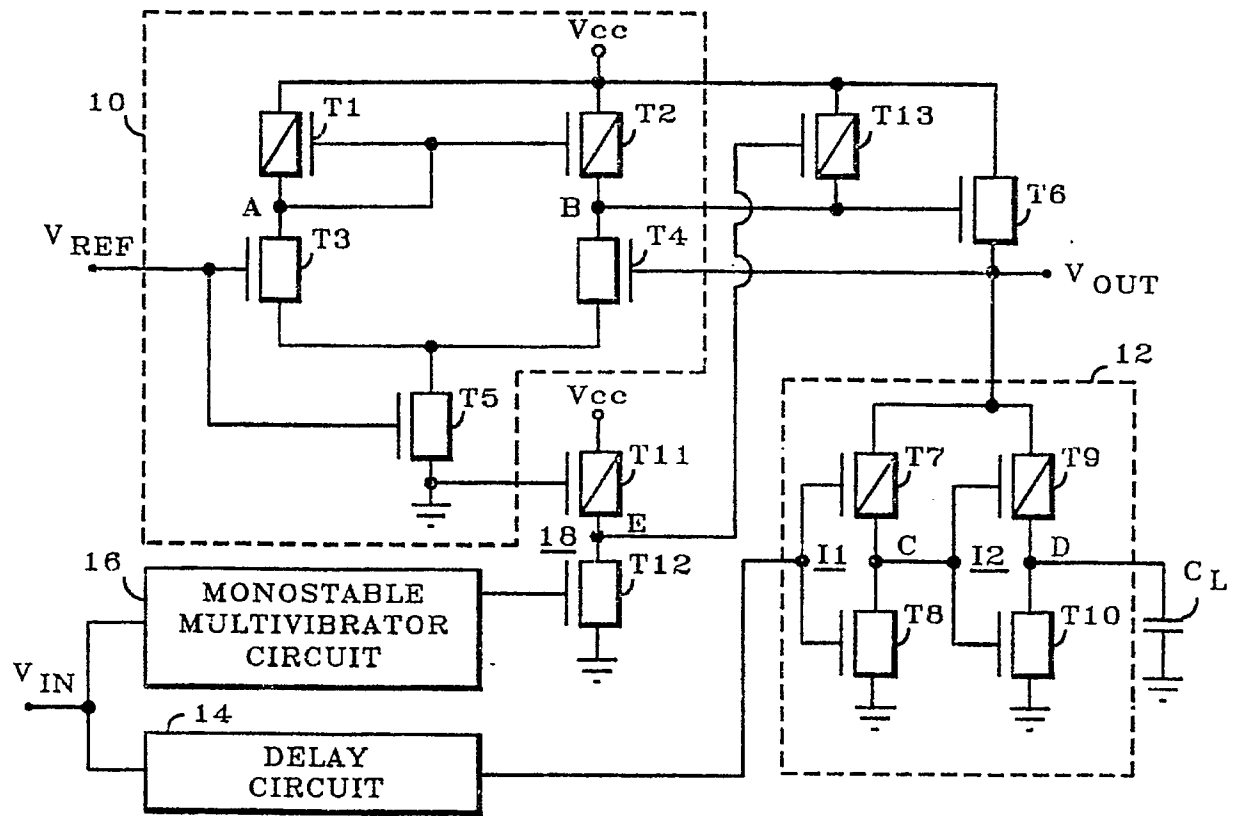 Vcc
10
T1
T2
T13
A
B
T6
V REF
T3
T4
V OUT
12
T5
Vcc
T11
T7
T9
E
18
I1
C
I2
D
C L
16
MONOSTABLE
MULTIVIBRATOR
CIRCUIT
T12
T8
T10
V IN
14
DELAY
CIRCUIT